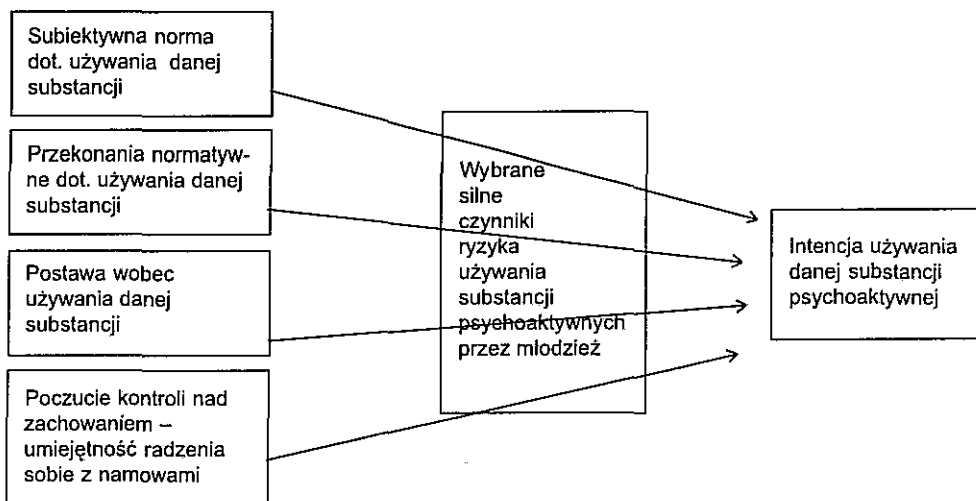 Subiektywna norma
dot. używania danej
substancji
Przekonania normatyw-
ne dot. używania danej
substancji
Postawa wobec
używania danej
substancji
Poczucie kontroli nad
zachowaniem –
umiejętność radzenia
sobie z namowami
Wybrane
silne
czynniki
ryzyka
używania
substancji
psychoaktywnych
przez młodzież
Intencja używania
danej substancji
psychoaktywnej